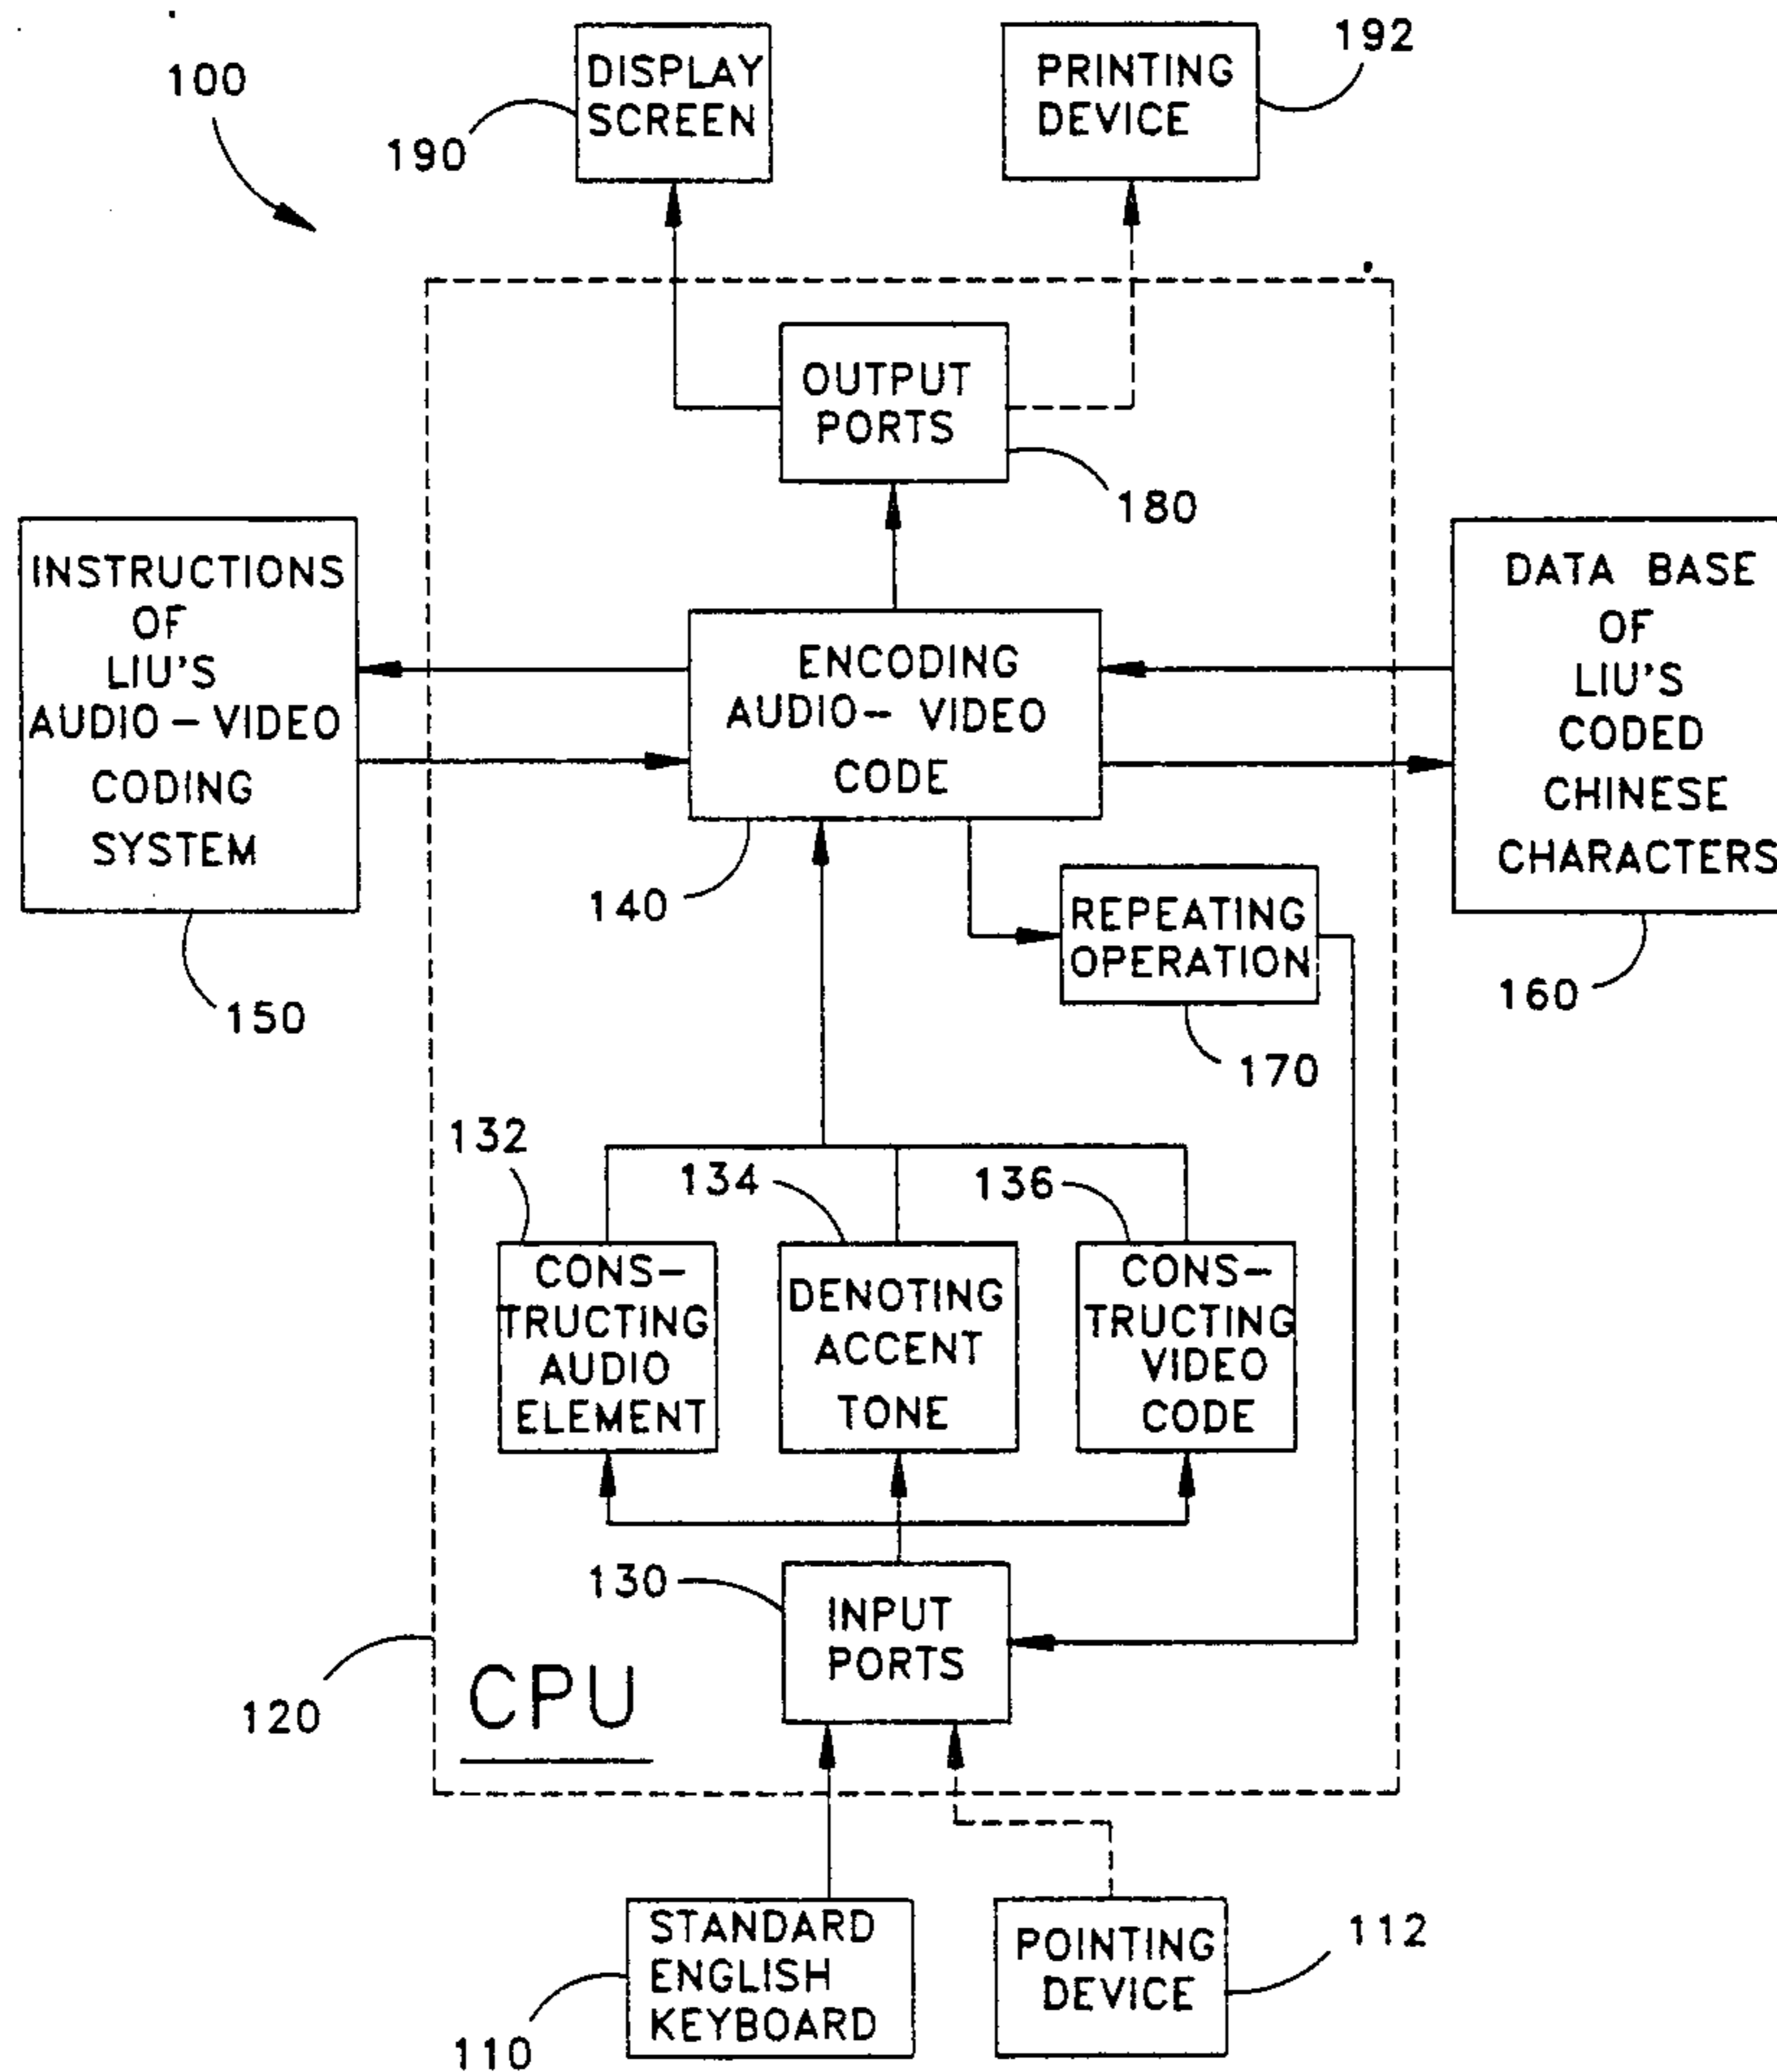 100
DISPLAY
SCREEN
190
PRINTING
DEVICE
192
OUTPUT
PORTS
180
INSTRUCTIONS
OF
LIU'S
AUDIO-VIDEO
CODING
SYSTEM
150
ENCODING
AUDIO- VIDEO
CODE
140
DATA BASE
OF
LIU'S
CODED
CHINESE
CHARACTERS
160
REPEATING
OPERATION
170
132
CONS-
TRUCTING
AUDIO
ELEMENT
134
DENOTING
ACCENT
TONE
136
CONS-
TRUCTING
VIDEO
CODE
130
INPUT
PORTS
120
CPU
STANDARD
ENGLISH
KEYBOARD
110
POINTING
DEVICE
112